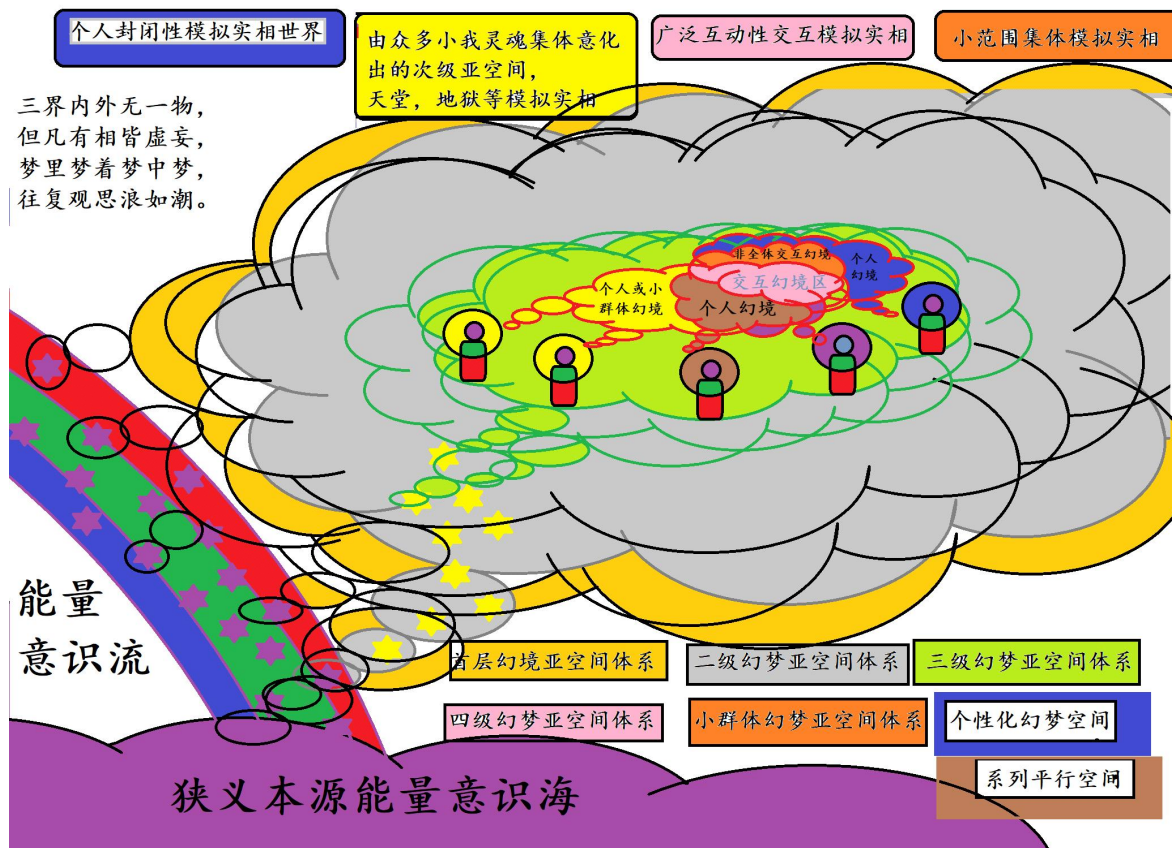 个人封闭性模拟实相世界
由众多小我灵魂集体意化
出的次级亚空间，
天堂，地狱等模拟实相
广泛互动性交互模拟实相
小范围集体模拟实相
三界内外无一物，
但凡有相皆虚妄，
梦里梦着梦中梦，
往复观思浪如潮。
非全体交互幻境
个人
幻境
交互幻境区
个人或小
群体幻境
个人幻境
能量
意识流
首层幻境亚空间体系
二级幻梦亚空间体系
三级幻梦亚空间体系
四级幻梦亚空间体系
小群体幻梦亚空间体系
个性化幻梦空间
系列平行空间
狭义本源能量意识海